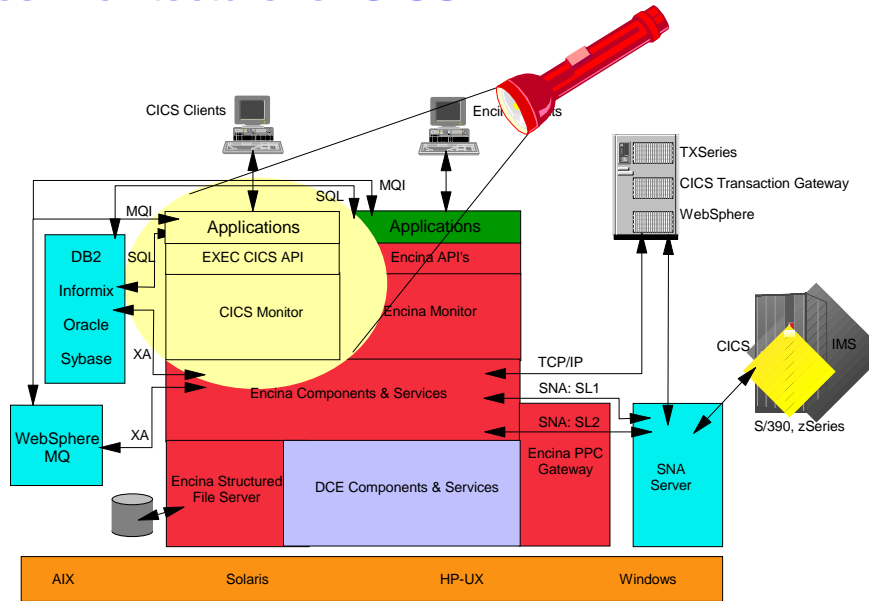 CICS Clients
TXSeries
CICS Transaction Gateway
WebSphere
MQI
SQL
MQI
Applications
Applications
DB2
SQL
EXEC CICS API
Encina API's
Informix
CICS Monitor
Encina Monitor
Oracle
CICS
IMS
Sybase
XA
TCP/IP
Encina Components & Services
SNA: SL1
S/390, zSeries
SNA: SL2
WebSphere
MQ
XA
Encina PPC
Gateway
SNA
Server
Encina Structured
File Server
DCE Components & Services
AIX
Solaris
HP-UX
Windows